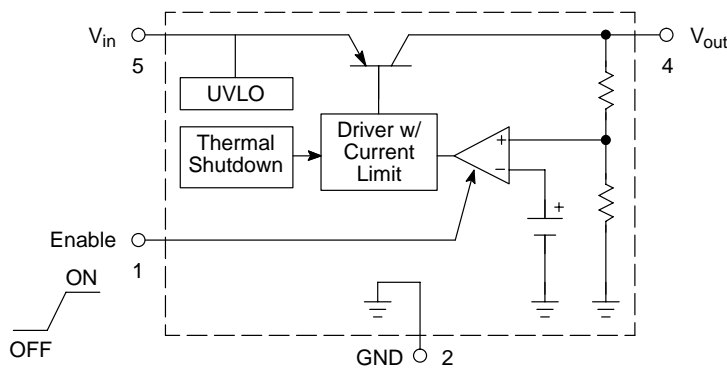 Vin
5
Vout
4
UVLO
Thermal
Shutdown
Driver w/
Current
Limit
+
−
+
Enable
1
ON
OFF
GND
2